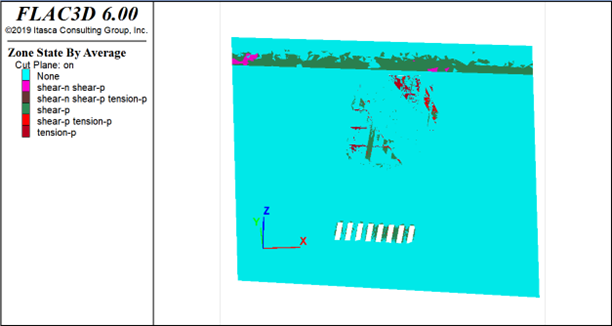 FLAC3D 6.00
©2019 Itasca Consulting Group, Inc.
Zone State By Average
Cut Plane: on
None
shear-n shear-p
shear-n shear-p tension-p
shear-p
shear-p tension-p
tension-p
Z
Y
X